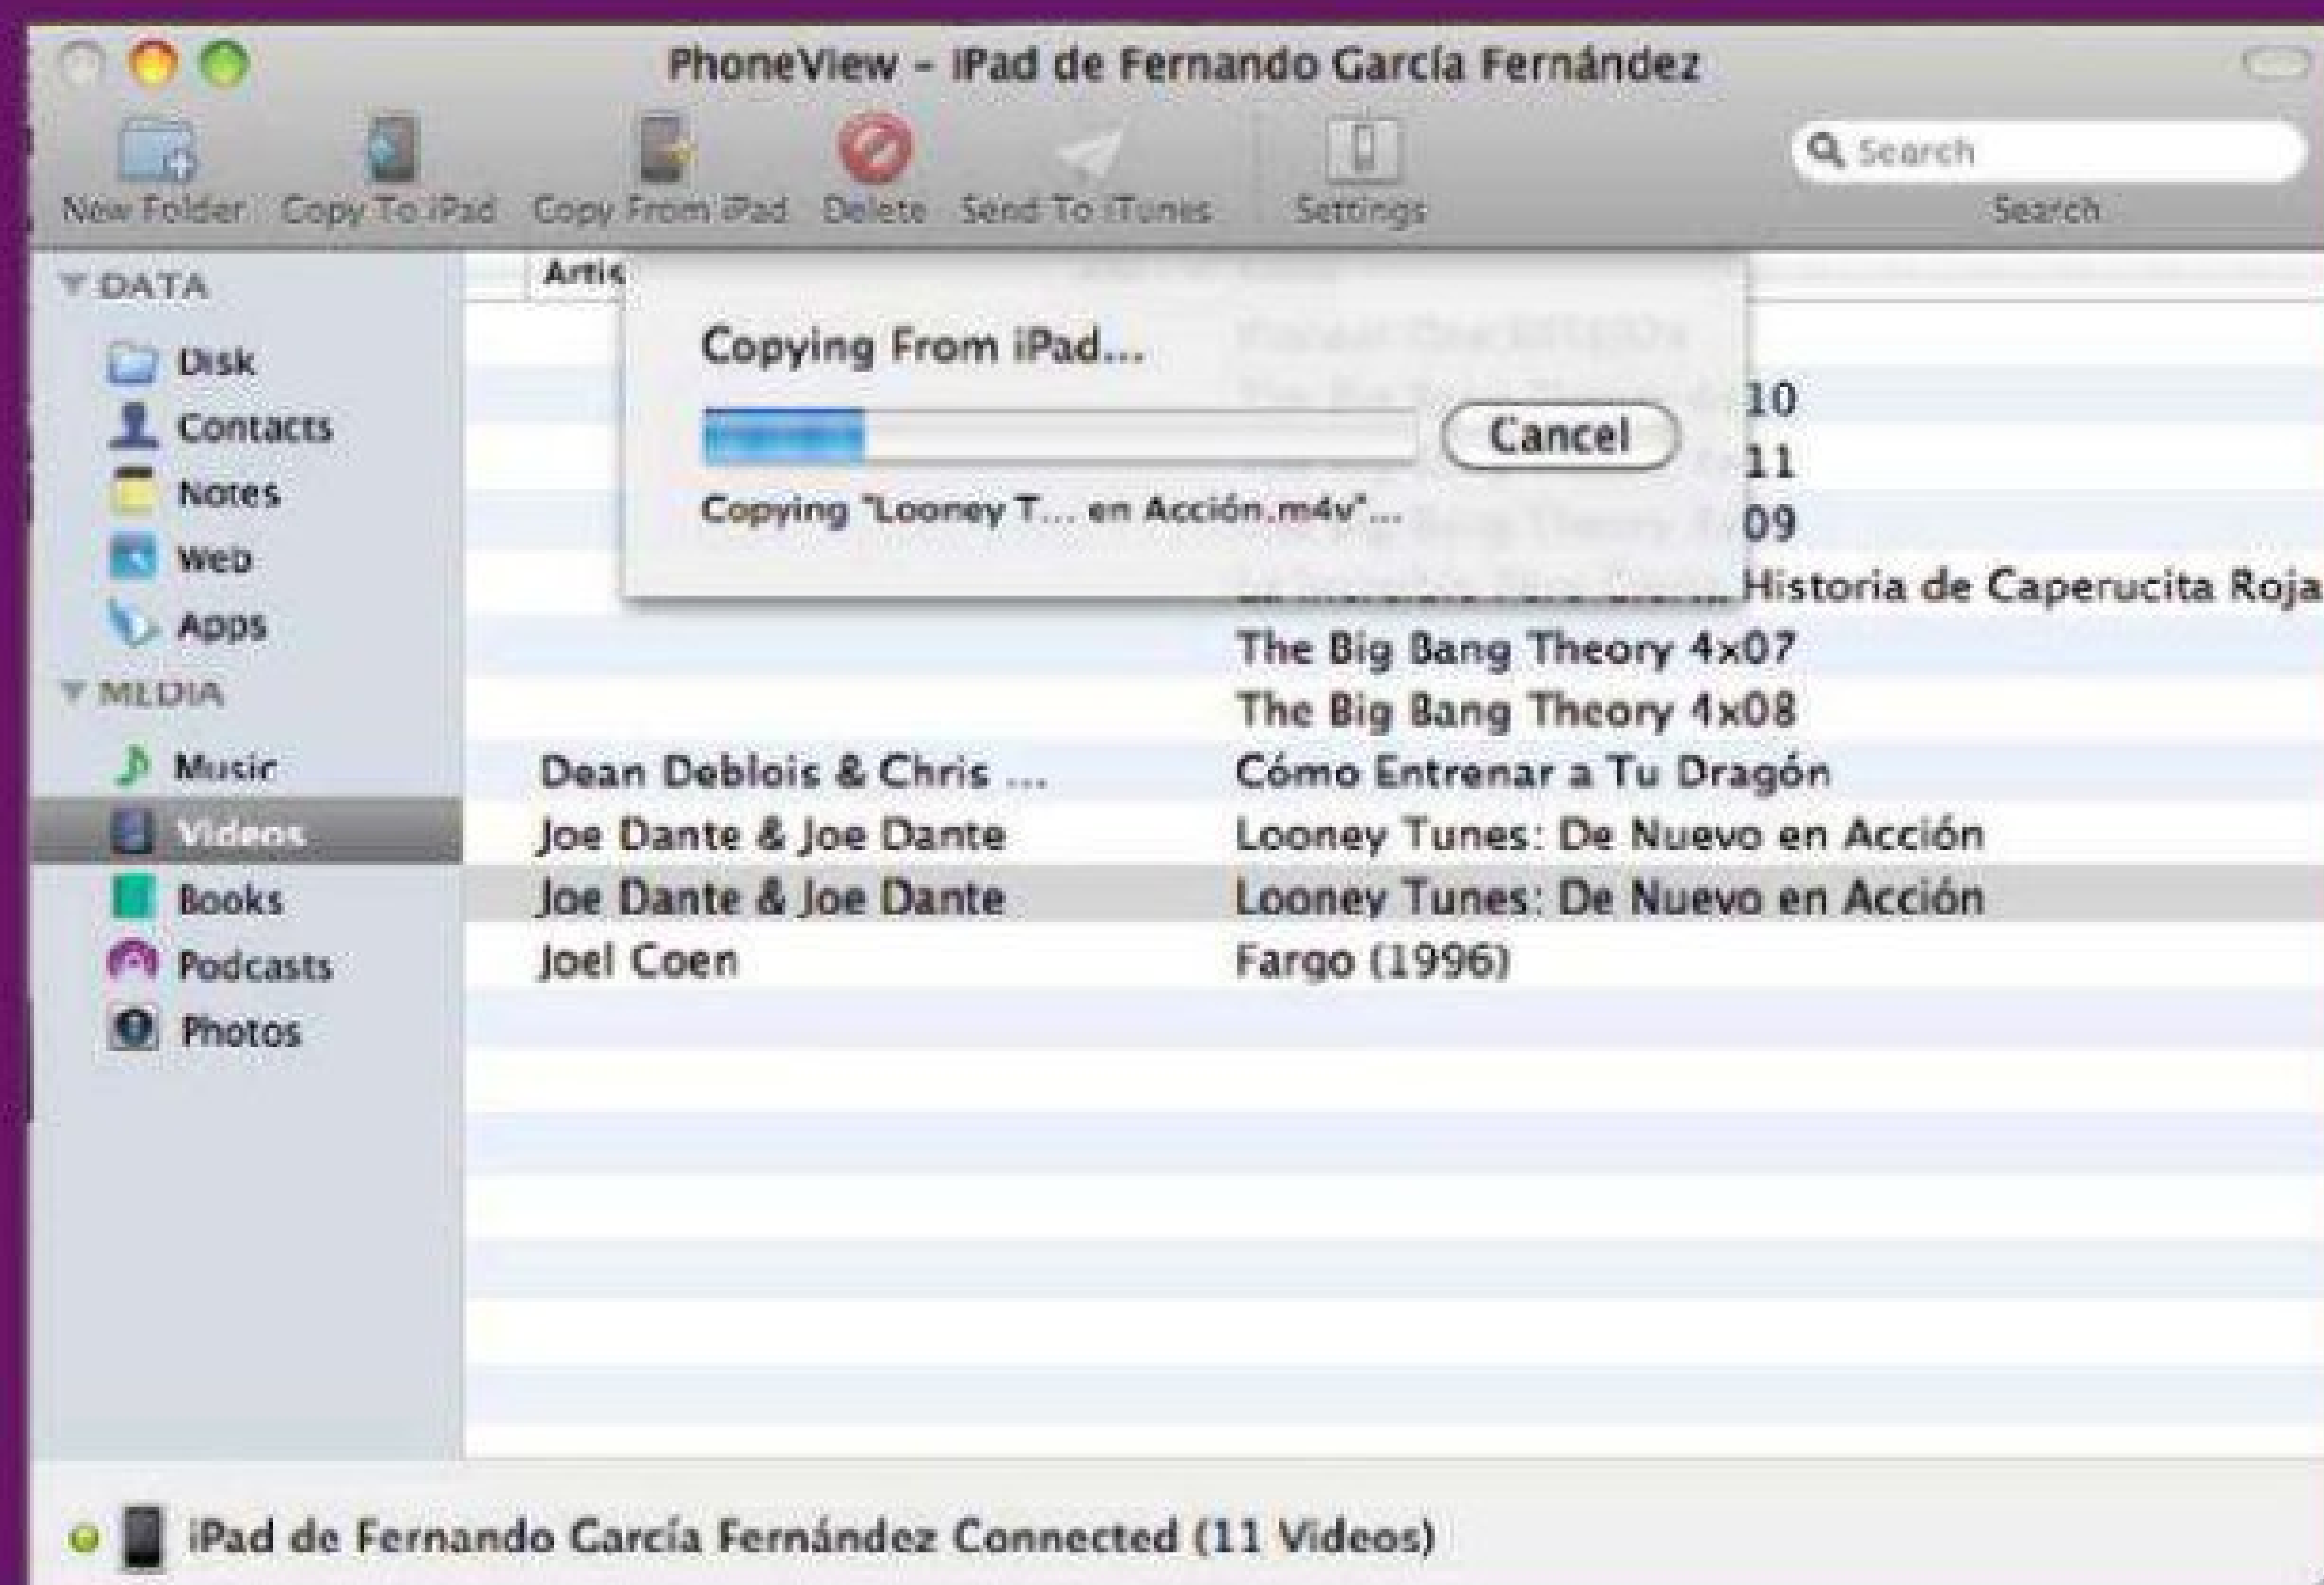 PhoneView - iPad de Fernando García Fernández
New Folder Copy To iPad Copy From iPad Delete Send To iTunes Settings Search
Search
DATA
Disk
Contacts
Notes
Web
Apps
MEDIA
Music
Videos
Books
Podcasts
Photos
Artis
Copying From iPad...
Cancel
Copying "Looney T... en Acción.m4v"...
10
11
09
Historia de Caperucita Roja
The Big Bang Theory 4x07
The Big Bang Theory 4x08
Dean Deblois & Chris ... Cómo Entrenar a Tu Dragón
Joe Dante & Joe Dante Looney Tunes: De Nuevo en Acción
Joe Dante & Joe Dante Looney Tunes: De Nuevo en Acción
Joel Coen Fargo (1996)
iPad de Fernando García Fernández Connected (11 Videos)